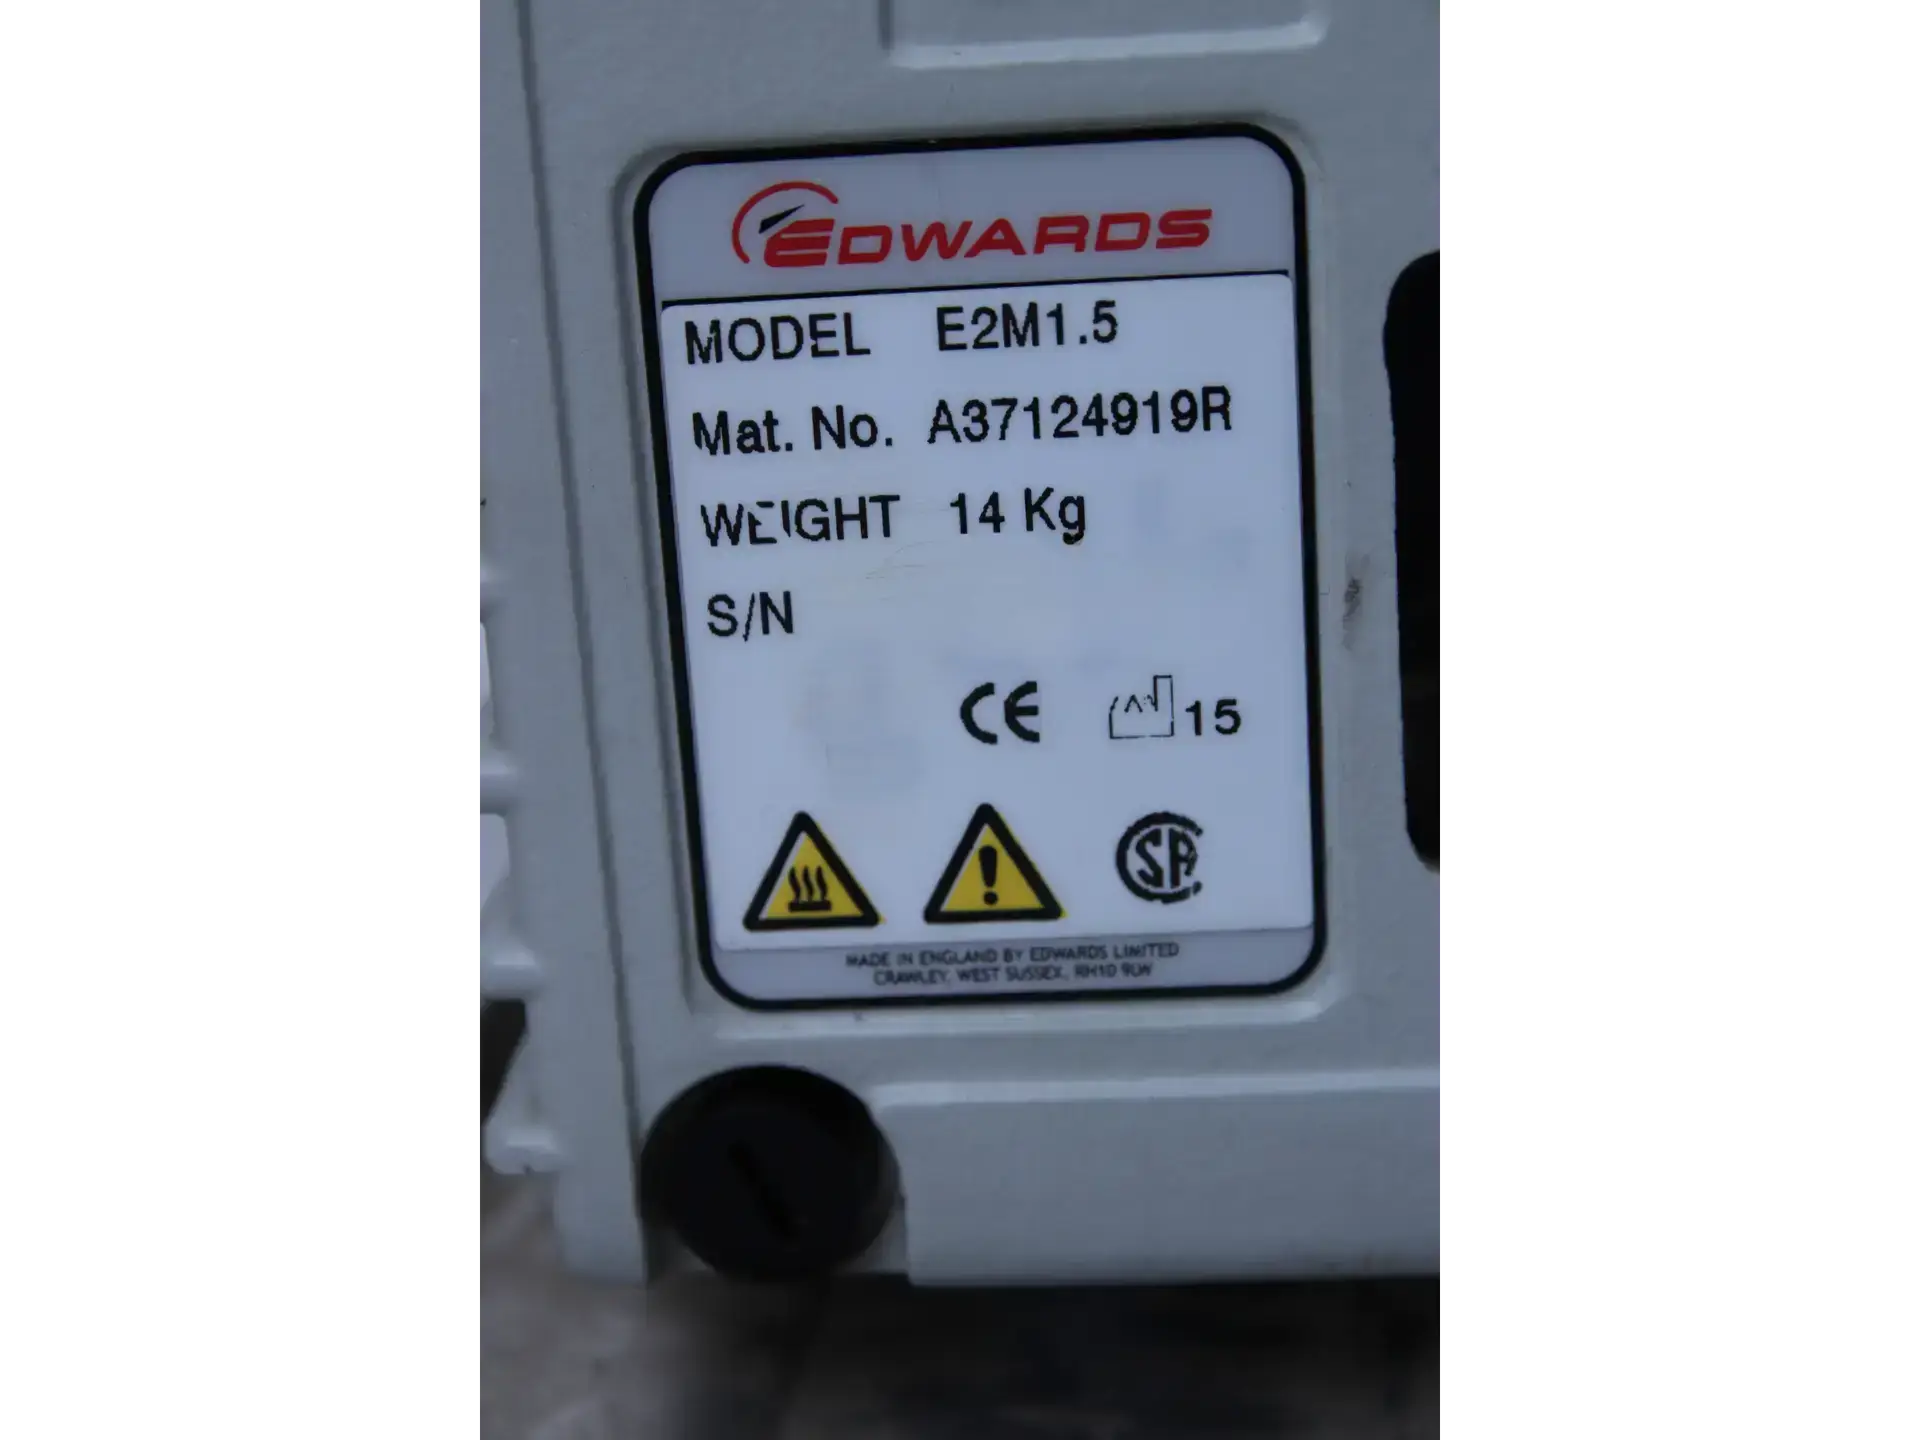 EDWARDS
MODEL E2M1.5
Mat. No. A37124919R
WEIGHT 14 Kg
S/N
CE 15
SA
MADE IN ENGLAND BY EDWARDS LIMITED
CRAWLEY, WEST SUSSEX, RH10 9LW